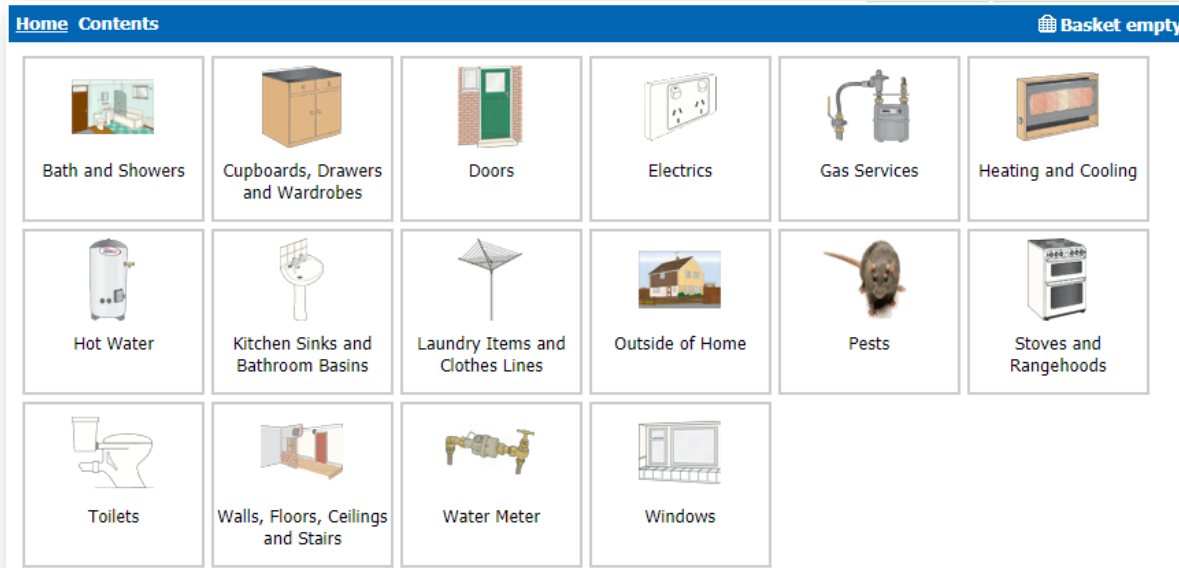 Home Contents
Basket empty
Bath and Showers
Cupboards, Drawers
and Wardrobes
Doors
Electrics
Gas Services
Heating and Cooling
Hot Water
Kitchen Sinks and
Bathroom Basins
Laundry Items and
Clothes Lines
Outside of Home
Pests
Stoves and
Rangehoods
Toilets
Walls, Floors, Ceilings
and Stairs
Water Meter
Windows